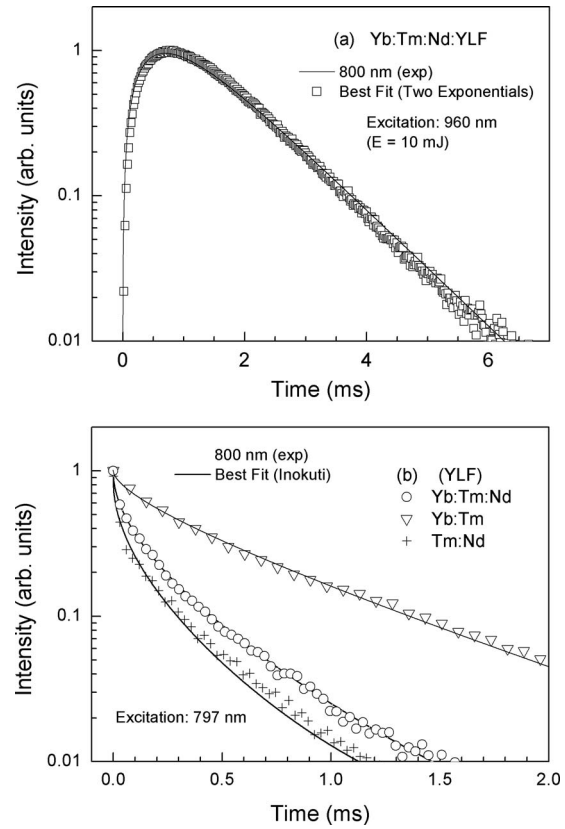 (a) Yb:Tm:Nd:YLF
800 nm (exp)
Best Fit (Two Exponentials)
Excitation: 960 nm
(E = 10 mJ)
Intensity (arb. units)
1
0.1
0.01
0 2 4 6
Time (ms)
800 nm (exp)
Best Fit (Inokuti)
(b) (YLF)
Yb:Tm:Nd
Yb:Tm
Tm:Nd
Excitation: 797 nm
Intensity (arb. units)
1
0.1
0.01
0.0 0.5 1.0 1.5 2.0
Time (ms)